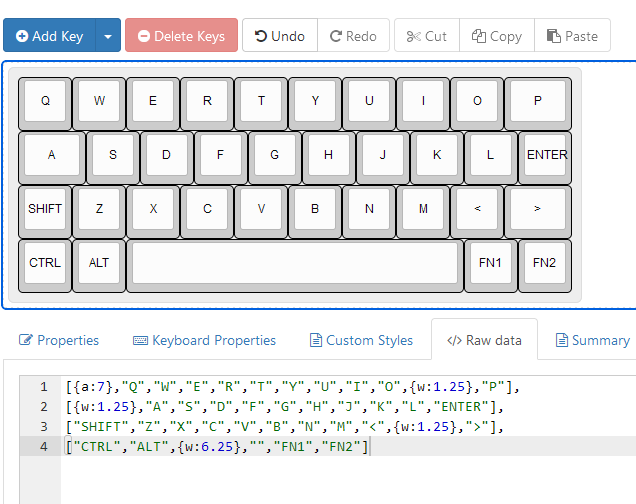 Add Key Delete Keys Undo Redo Cut Copy Paste
Q W E R T Y U I O P
A S D F G H J K L ENTER
SHIFT Z X C V B N M < >
CTRL ALT FN1 FN2
Properties Keyboard Properties Custom Styles </> Raw data Summary
1 [{a:7},"Q","W","E","R","T","Y","U","I","O",{w:1.25},"P"],
2 [{w:1.25},"A","S","D","F","G","H","J","K","L","ENTER"],
3 ["SHIFT","Z","X","C","V","B","N","M","<",{w:1.25},">"],
4 ["CTRL","ALT",{w:6.25},"","FN1","FN2"]